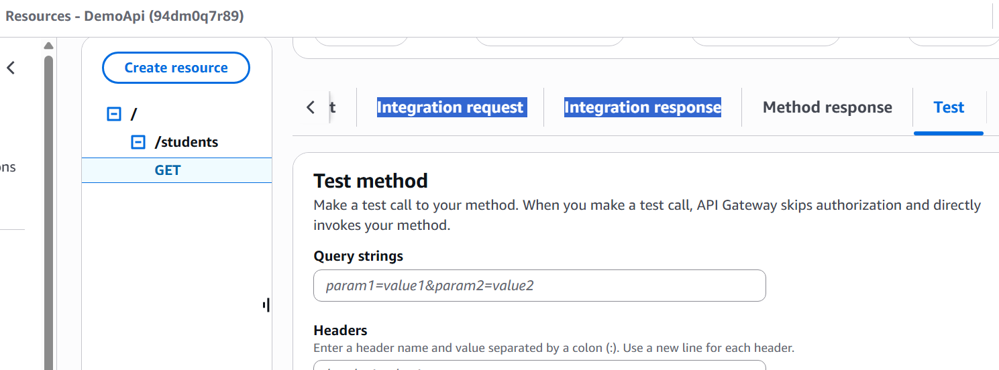 Resources - DemoApi (94dm0q7r89)
Create resource
/
/students
GET
ons
t
Integration request
Integration response
Method response
Test
Test method
Make a test call to your method. When you make a test call, API Gateway skips authorization and directly
invokes your method.
Query strings
param1=value1&param2=value2
Headers
Enter a header name and value separated by a colon (:). Use a new line for each header.